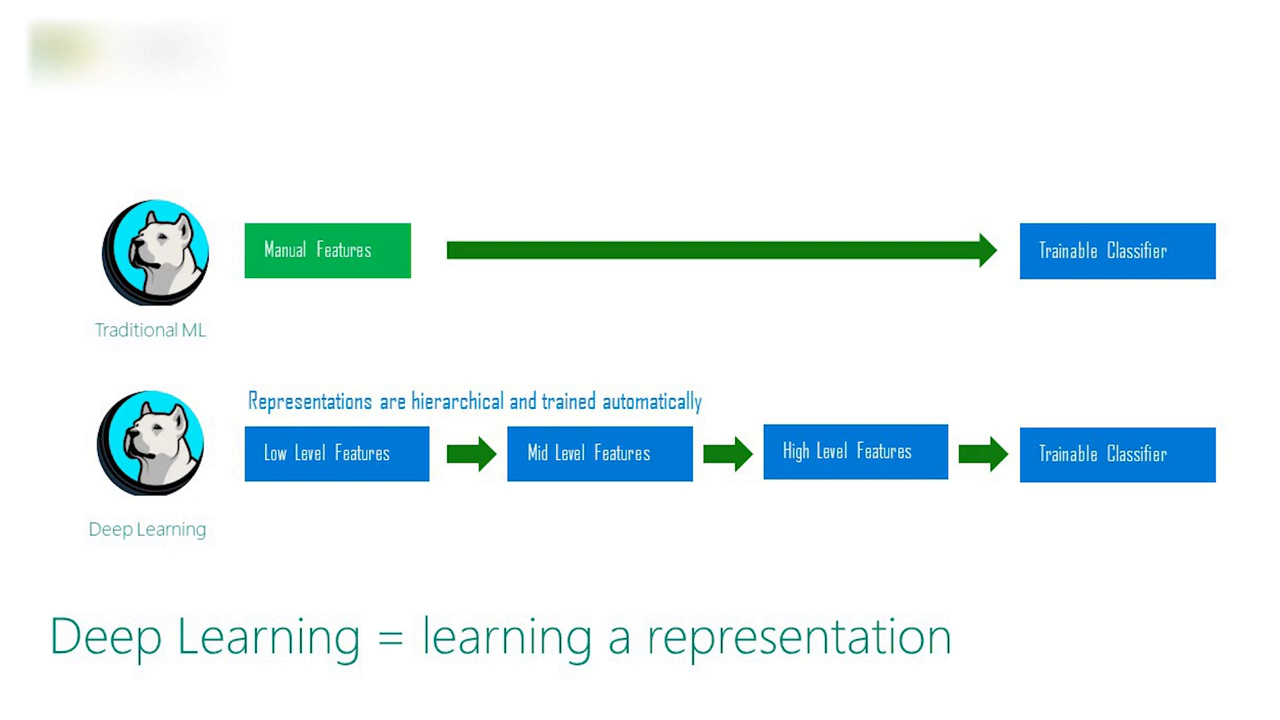 Manual Features
Trainable Classifier
Traditional ML
Representations are hierarchical and trained automatically
Low Level Features
Mid Level Features
High Level Features
Trainable Classifier
Deep Learning
Deep Learning = learning a representation